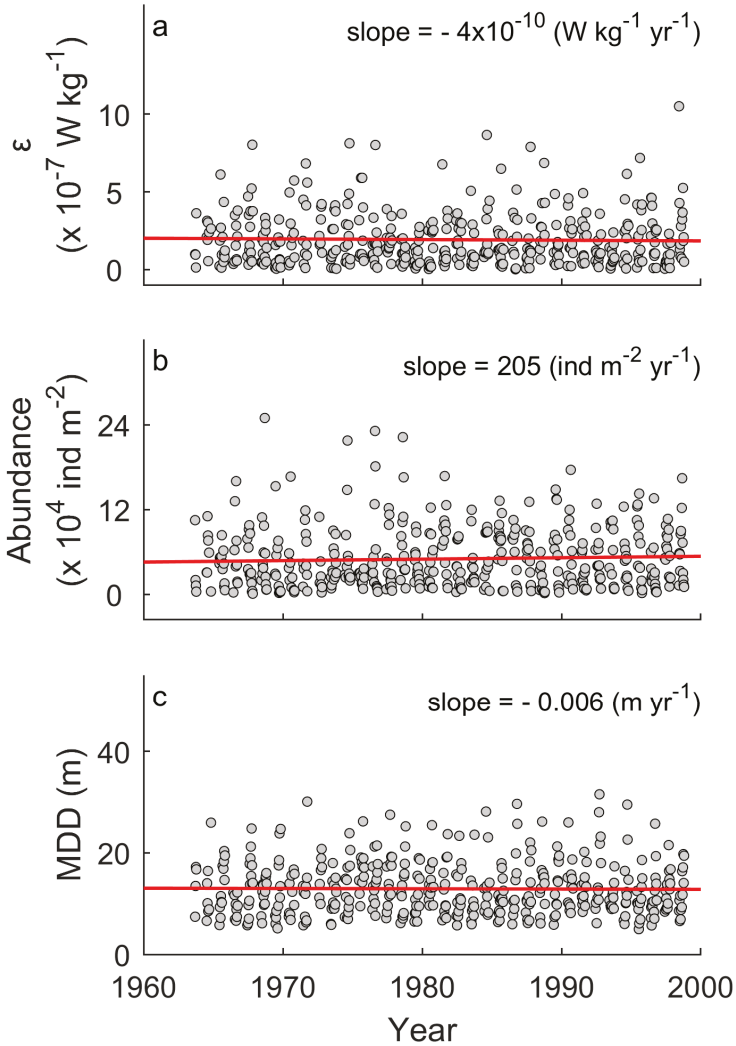 a
slope = - 4x10⁻¹⁰ (W kg⁻¹ yr⁻¹)
ε
(x 10⁻⁷ W kg⁻¹)
10
5
0
b
slope = 205 (ind m⁻² yr⁻¹)
Abundance
(x 10⁴ ind m⁻²)
24
12
0
c
slope = - 0.006 (m yr⁻¹)
MDD (m)
40
20
0
1960 1970 1980 1990 2000
Year